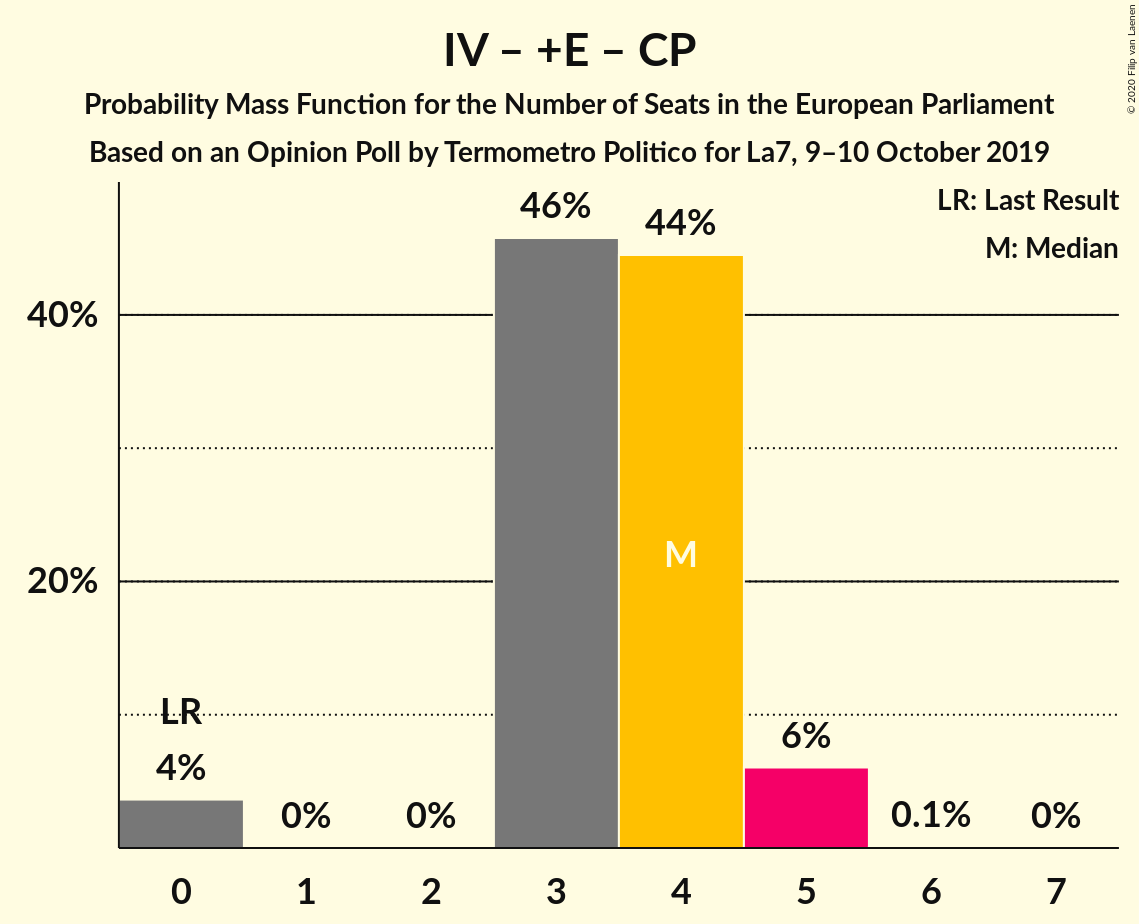 IV – +E – CP
Probability Mass Function for the Number of Seats in the European Parliament
Based on an Opinion Poll by Termometro Politico for La7, 9–10 October 2019
© 2020 Filip van Laenen
LR: Last Result
M: Median
46%
44%
40%
M
20%
LR
4%
0%
0%
6%
0.1%
0%
0 1 2 3 4 5 6 7